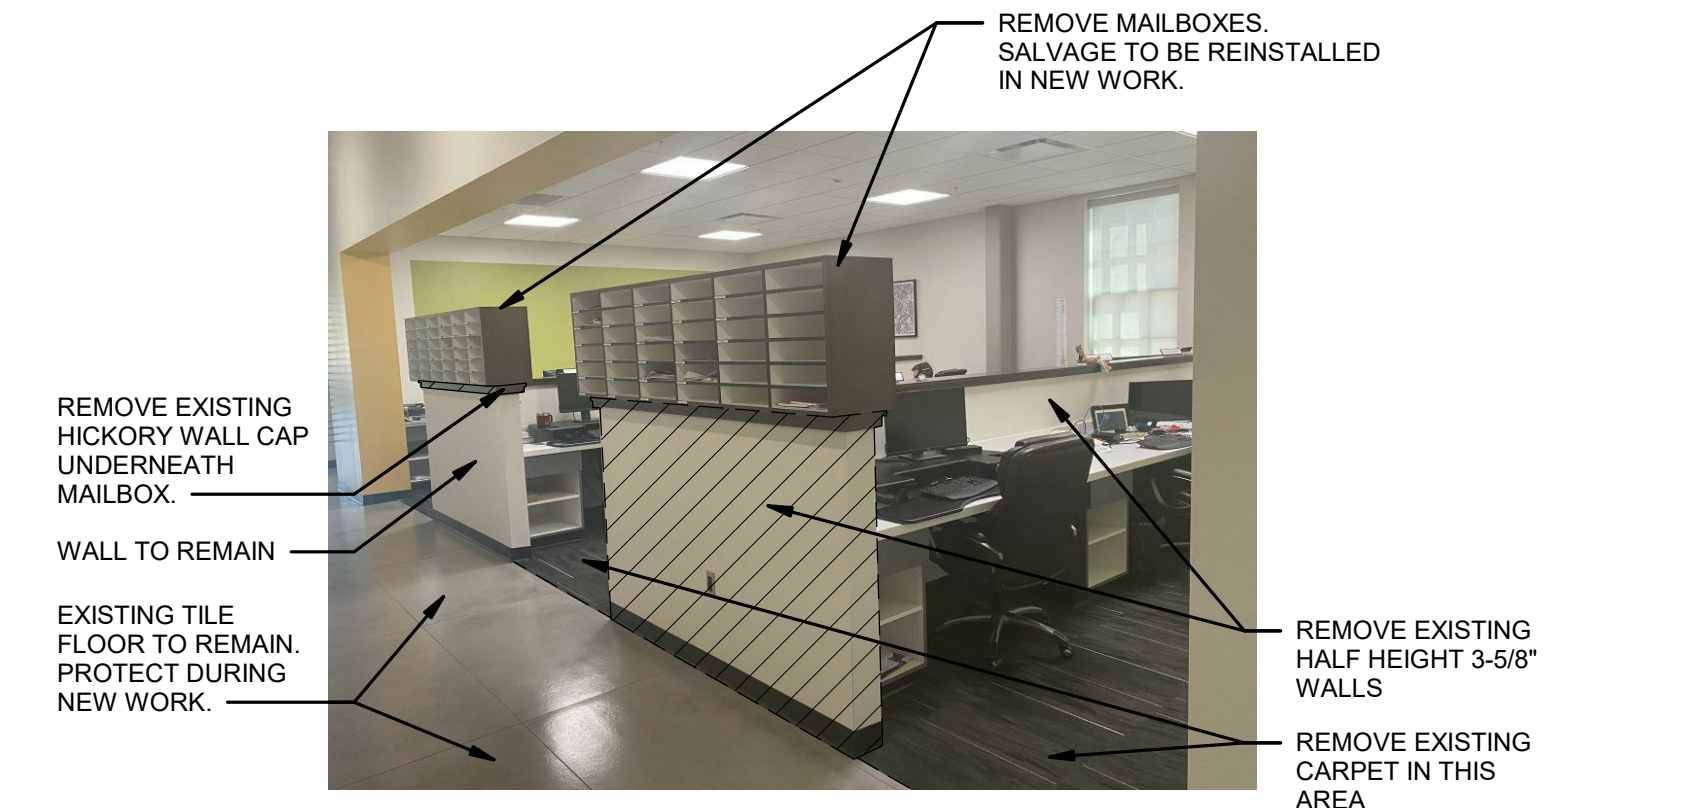 REMOVE MAILBOXES.
SALVAGE TO BE REINSTALLED
IN NEW WORK.
REMOVE EXISTING
HICKORY WALL CAP
UNDERNEATH
MAILBOX.
WALL TO REMAIN
EXISTING TILE
FLOOR TO REMAIN.
PROTECT DURING
NEW WORK.
REMOVE EXISTING
HALF HEIGHT 3-5/8"
WALLS
REMOVE EXISTING
CARPET IN THIS
AREA